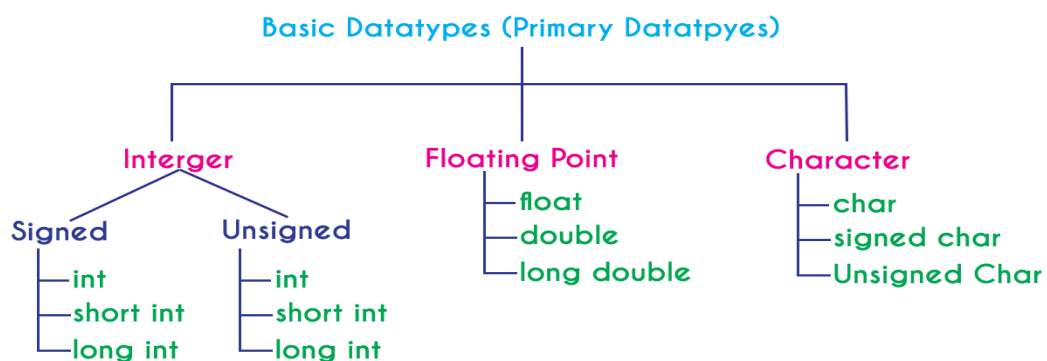 Basic Datatypes (Primary Datatpyes)
Interger
Floating Point
Character
Signed
Unsigned
int
short int
long int
int
short int
long int
float
double
long double
char
signed char
Unsigned Char